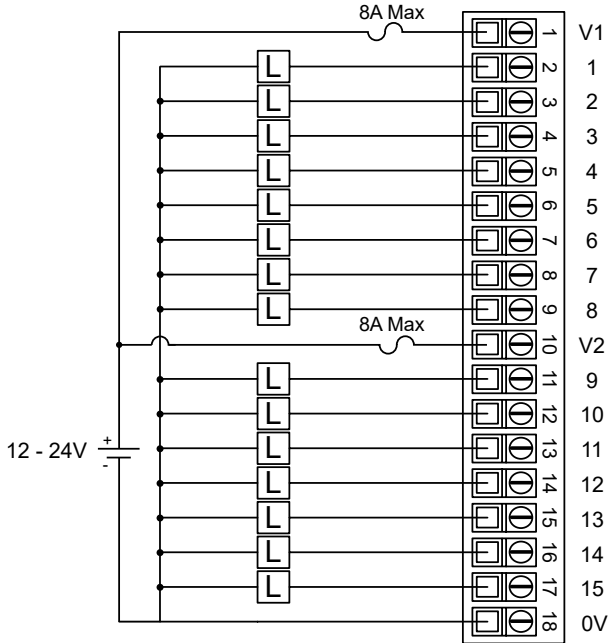 8A Max
1 V1
L 2 1
L 3 2
L 4 3
L 5 4
L 6 5
L 7 6
L 8 7
L 9 8
8A Max
10 V2
L 11 9
L 12 10
12 - 24V + - L 13 11
L 14 12
L 15 13
L 16 14
L 17 15
18 0V